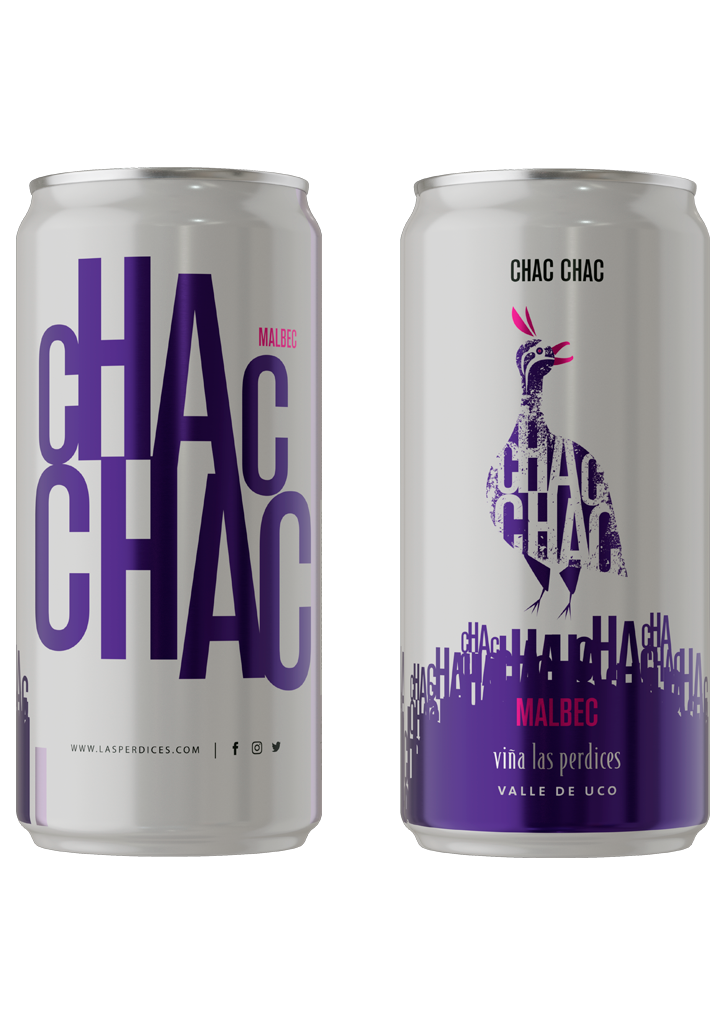 CHAC
MALBEC
CHAC
WWW.LASPERDICES.COM
CHAC CHAC
CHAC
CHAC
MALBEC
viña las perdices
VALLE DE UCO